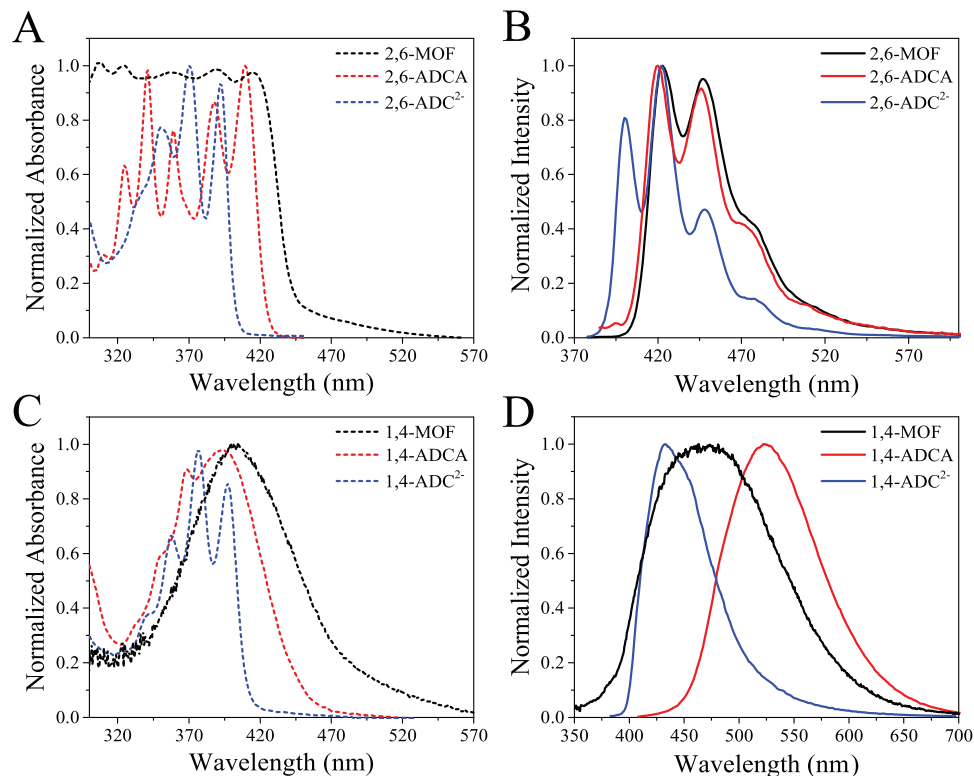 A
2,6-MOF
2,6-ADCA
2,6-ADC²⁻
Normalized Absorbance
1.0
0.8
0.6
0.4
0.2
0.0
320 370 420 470 520 570
Wavelength (nm)
B
2,6-MOF
2,6-ADCA
2,6-ADC²⁻
Normalized Intensity
1.0
0.8
0.6
0.4
0.2
0.0
370 420 470 520 570
Wavelength (nm)
C
1,4-MOF
1,4-ADCA
1,4-ADC²⁻
Normalized Absorbance
1.0
0.8
0.6
0.4
0.2
0.0
320 370 420 470 520 570
Wavelength (nm)
D
1,4-MOF
1,4-ADCA
1,4-ADC²⁻
Normalized Intensity
1.0
0.8
0.6
0.4
0.2
0.0
350 400 450 500 550 600 650 700
Wavelength (nm)